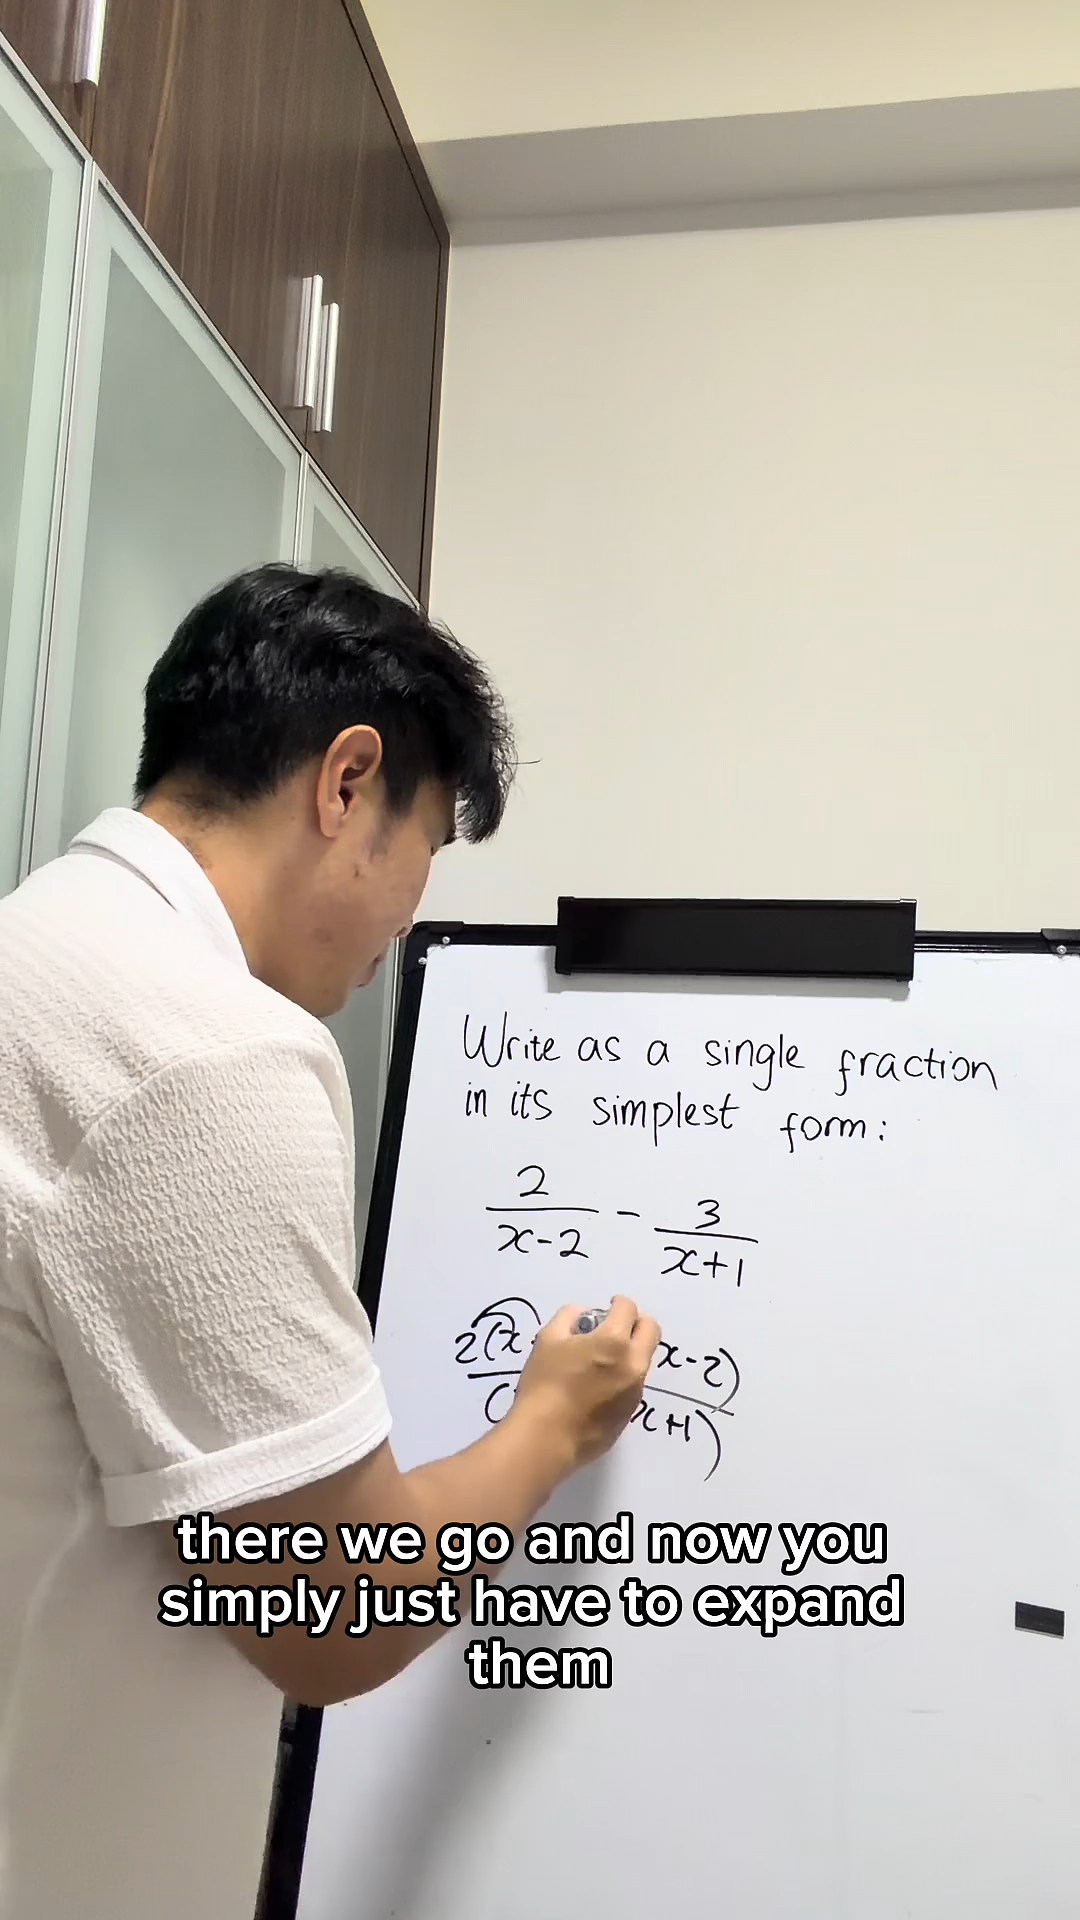 Write as a single fraction
in its simplest form:
2 / x-2 - 3 / x+1
2(x x-2)
( x+1)
there we go and now you
simply just have to expand
them